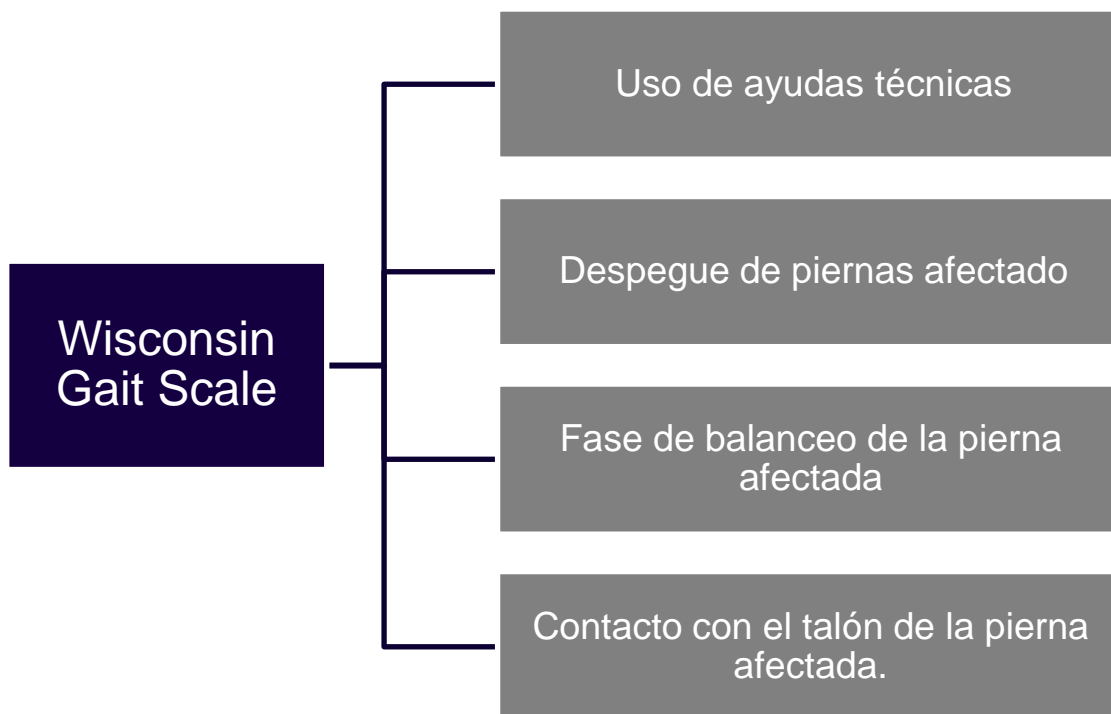 Wisconsin
Gait Scale
Uso de ayudas técnicas
Despegue de piernas afectado
Fase de balanceo de la pierna
afectada
Contacto con el talón de la pierna
afectada.